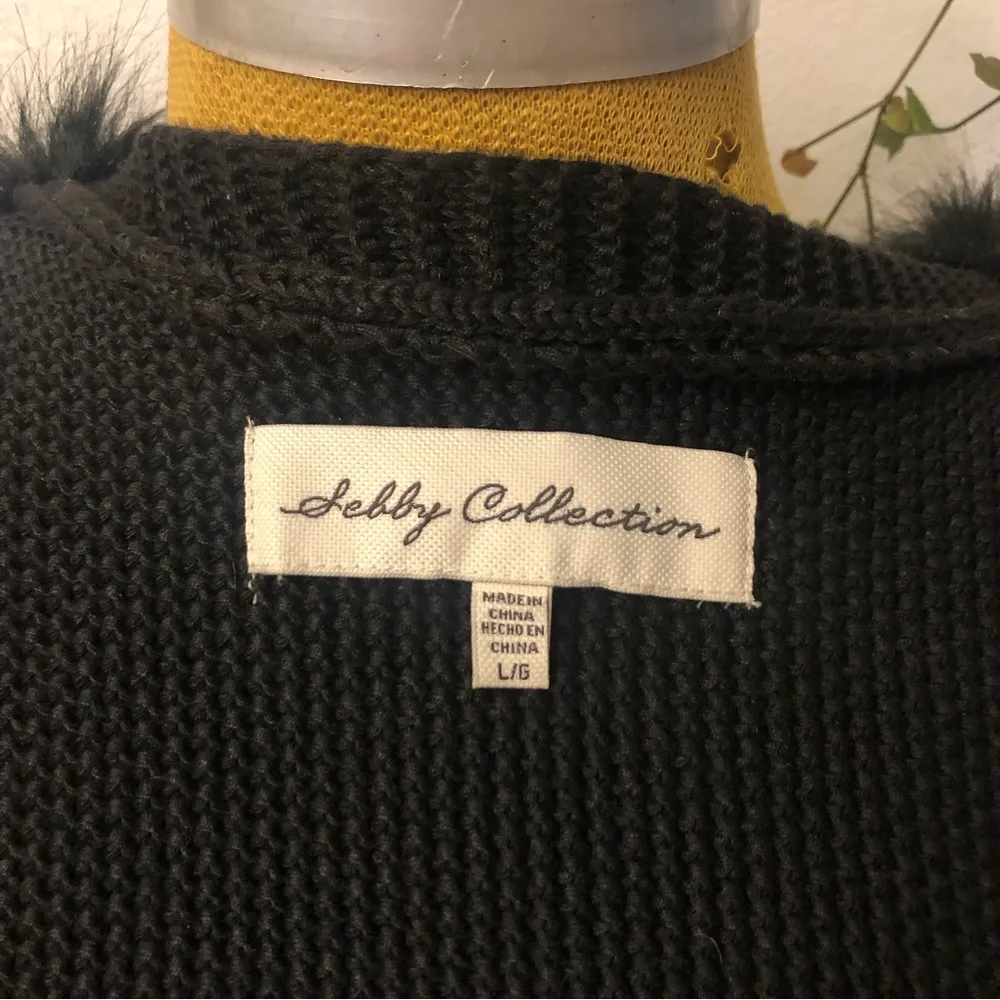 Sebby Collection
MADE IN
CHINA
HECHO EN
CHINA
L/G